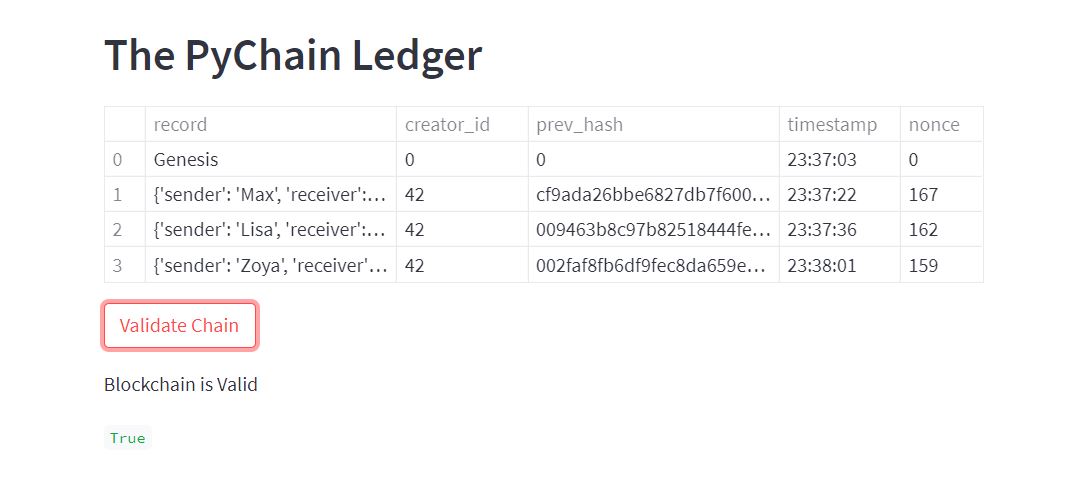 The PyChain Ledger
record creator_id prev_hash timestamp nonce
0 Genesis 0 0 23:37:03 0
1 {'sender': 'Max', 'receiver':... 42 cf9ada26bbe6827db7f600... 23:37:22 167
2 {'sender': 'Lisa', 'receiver':... 42 009463b8c97b82518444fe... 23:37:36 162
3 {'sender': 'Zoya', 'receiver'... 42 002faf8fb6df9fec8da659e... 23:38:01 159
Validate Chain
Blockchain is Valid
True